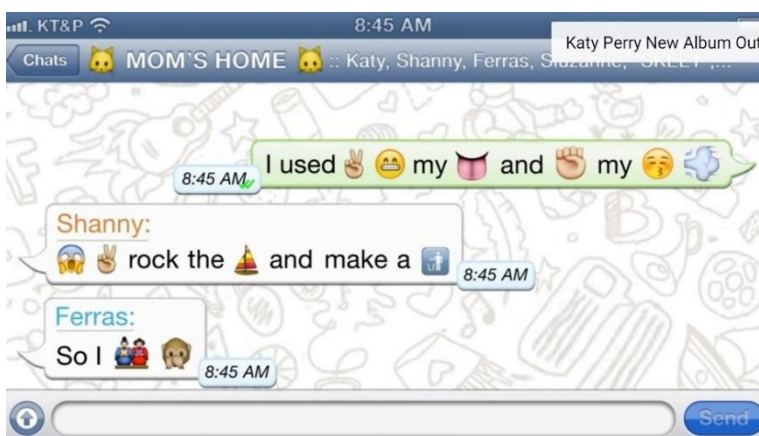 KT&P 8:45 AM
Katy Perry New Album Out
Chats 🐱 MOM'S HOME 🐱 :: Katy, Shanny, Ferras,
I used ✌️ 😁 my 👅 and ✊ my 😚 💨
8:45 AM
Shanny:
😱 ✌️ rock the ⛵ and make a 🚮
8:45 AM
Ferras:
So I 🎎 🙊
8:45 AM
Send